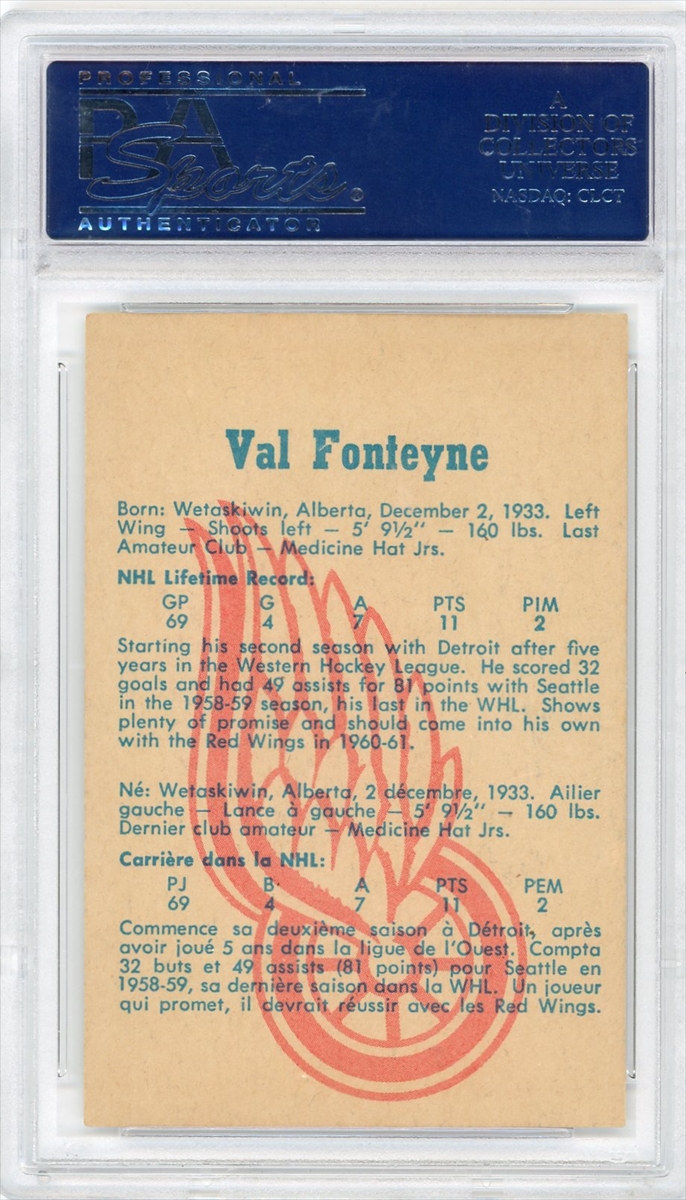 PROFESSIONAL
PSA
Sports®
AUTHENTICATOR
A
DIVISION OF
COLLECTORS
UNIVERSE
NASDAQ: CLCT
Val Fonteyne
Born: Wetaskiwin, Alberta, December 2, 1933. Left
Wing — Shoots left — 5' 9½" — 160 lbs. Last
Amateur Club — Medicine Hat Jrs.
NHL Lifetime Record:
GP G A PTS PIM
69 4 7 11 2
Starting his second season with Detroit after five
years in the Western Hockey League. He scored 32
goals and had 49 assists for 81 points with Seattle
in the 1958-59 season, his last in the WHL. Shows
plenty of promise and should come into his own
with the Red Wings in 1960-61.
Né: Wetaskiwin, Alberta, 2 décembre, 1933. Ailier
gauche — Lance à gauche — 5' 9½" — 160 lbs.
Dernier club amateur — Medicine Hat Jrs.
Carrière dans la NHL:
PJ B A PTS PEM
69 4 7 11 2
Commence sa deuxième saison à Détroit, après
avoir joué 5 ans dans la ligue de l'Ouest. Compta
32 buts et 49 assists (81 points) pour Seattle en
1958-59, sa dernière saison dans la WHL. Un joueur
qui promet, il devrait réussir avec les Red Wings.